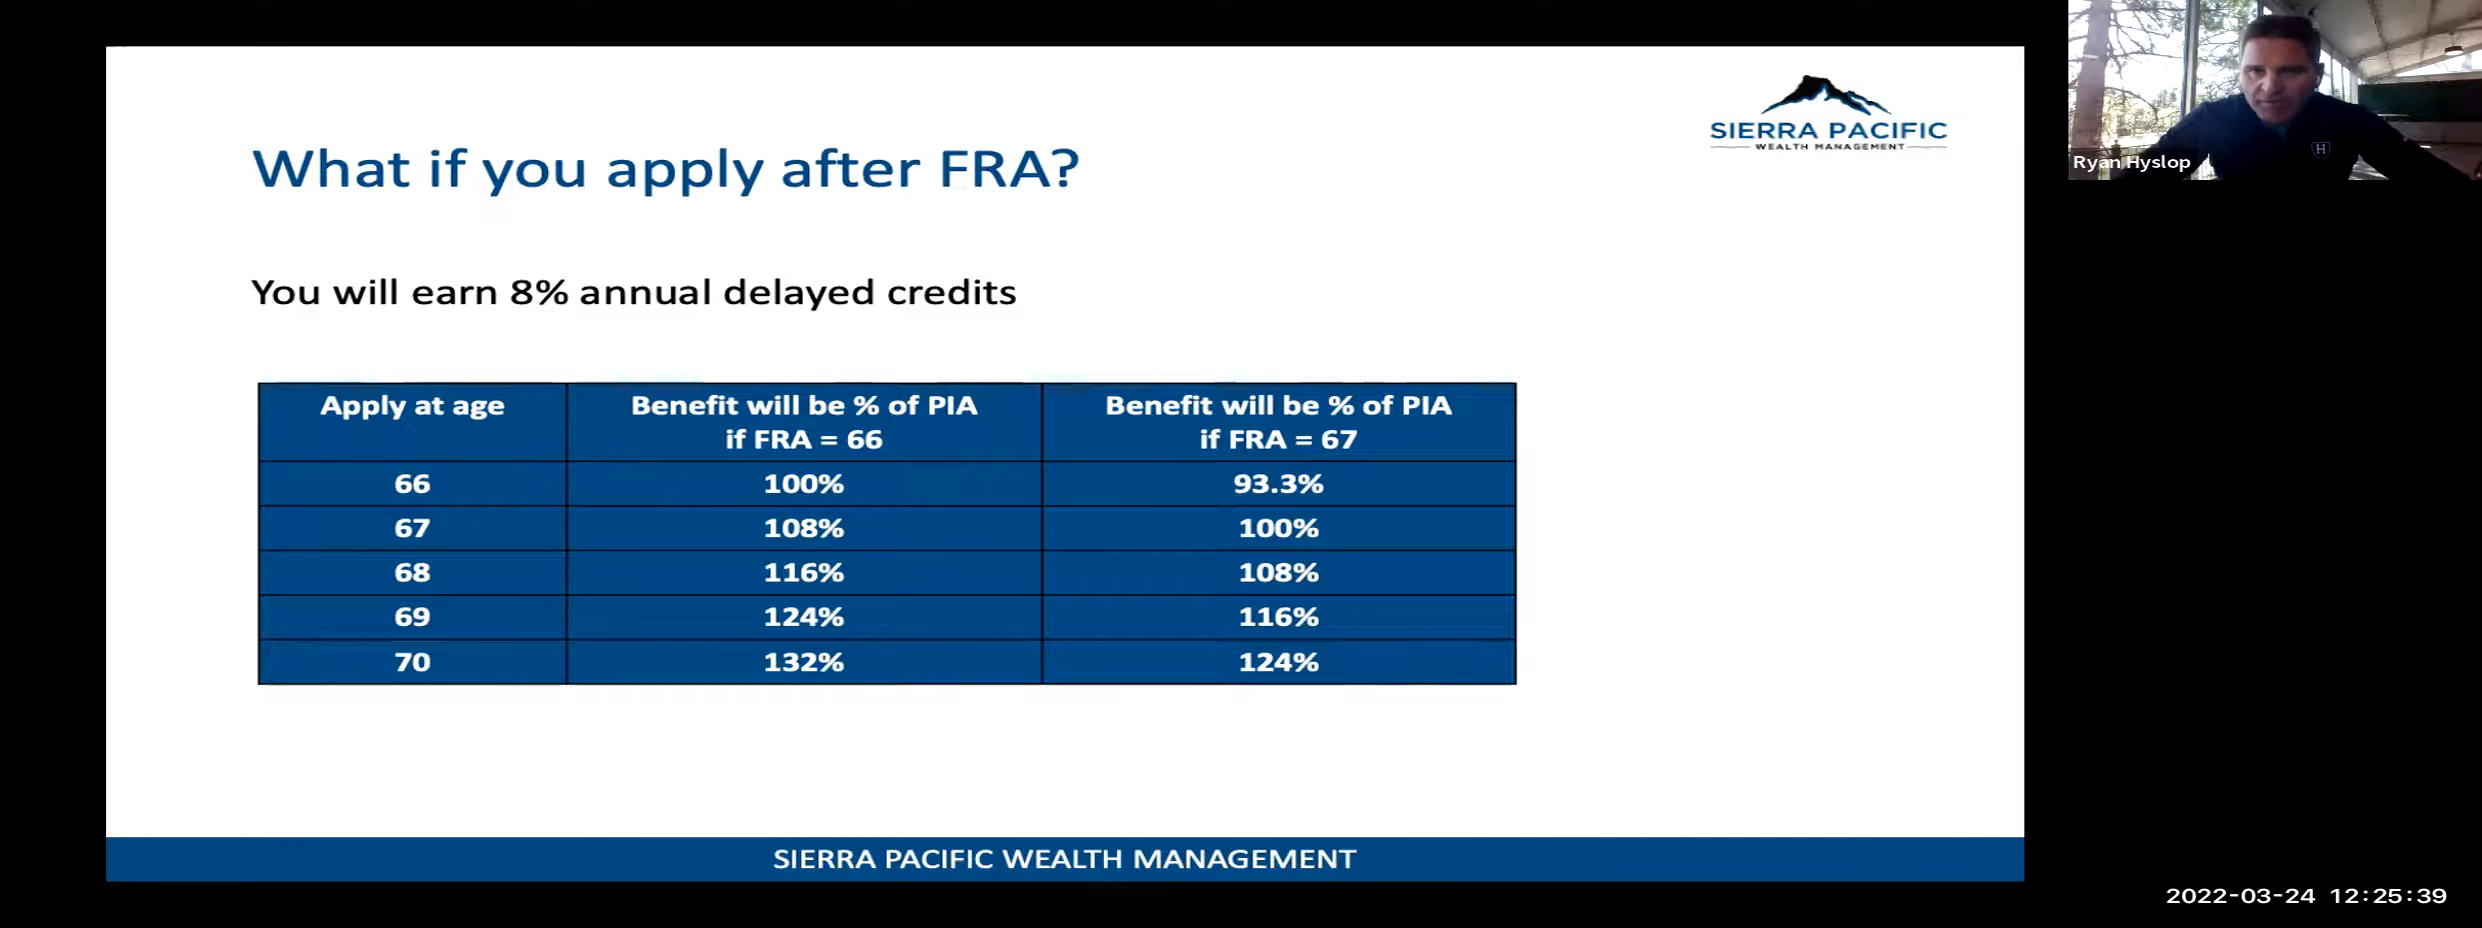 SIERRA PACIFIC
WEALTH MANAGEMENT
What if you apply after FRA?
Ryan Hyslop
H
You will earn 8% annual delayed credits
Apply at age
Benefit will be % of PIA
if FRA = 66
Benefit will be % of PIA
if FRA = 67
66 100% 93.3%
67 108% 100%
68 116% 108%
69 124% 116%
70 132% 124%
SIERRA PACIFIC WEALTH MANAGEMENT
2022-03-24 12:25:39